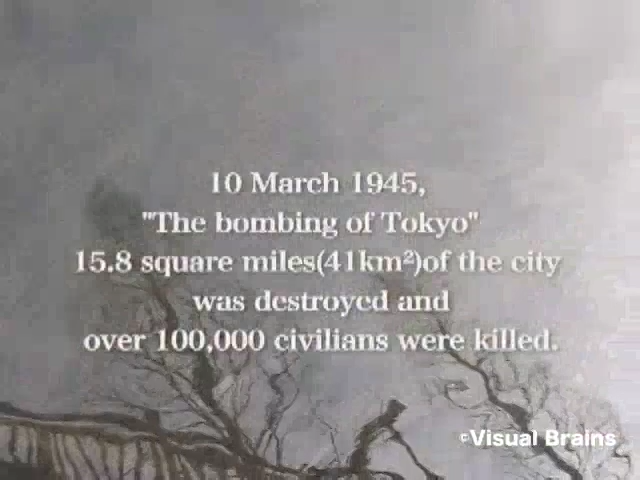 10 March 1945,
"The bombing of Tokyo"
15.8 square miles(41km²)of the city
was destroyed and
over 100,000 civilians were killed.
©Visual Brains